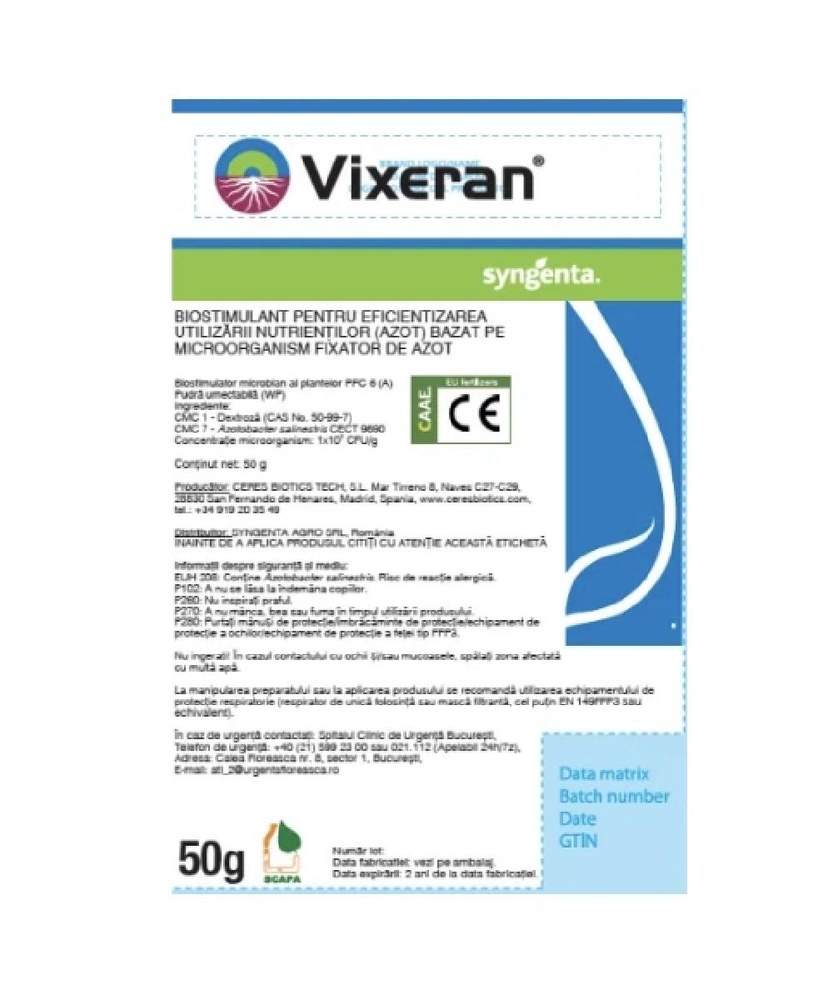 Vixeran®
syngenta.
BIOSTIMULANT PENTRU EFICIENTIZAREA
UTILIZĂRII NUTRIENȚILOR (AZOT) BAZAT PE
MICROORGANISM FIXATOR DE AZOT
Biostimulator microbian al plantelor PFC 6 (A)
Pudră umectabilă (WP)
Ingrediente:
CMC 1 - Dextroză (CAS No. 50-99-7)
CMC 7 - Azotobacter salinestris CECT 9690
Concentrație microorganism: 1x10⁷ CFU/g
CAAE.
EU fertilizers
CE
Conținut net: 50 g
Producător: CERES BIOTICS TECH, S.L. Mar Tirreno 8, Naves C27-C29,
28830 San Fernando de Henares, Madrid, Spania, www.ceresbiotics.com,
tel.: +34 919 20 35 49
Distribuitor: SYNGENTA AGRO SRL, România
INAINTE DE A APLICA PRODUSUL CITIȚI CU ATENȚIE ACEASTĂ ETICHETĂ
Informații despre siguranță și mediu:
EUH 208: Conține Azotobacter salinestris. Risc de reacție alergică.
P102: A nu se lăsa la îndemâna copiilor.
P260: Nu inspirați praful.
P270: A nu mânca, bea sau fuma în timpul utilizării produsului.
P280: Purtați mănuși de protecție/îmbrăcăminte de protecție/echipament de
protecție a ochilor/echipament de protecție a feței tip FFP3.
Nu ingerați! În cazul contactului cu ochii și/sau mucoasele, spălați zona afectată
cu multă apă.
La manipularea preparatului sau la aplicarea produsului se recomandă utilizarea echipamentului de
protecție respiratorie (respirator de unică folosință sau mască filtrantă, cel puțin EN 149FFP3 sau
echivalent).
În caz de urgență contactați: Spitalul Clinic de Urgență București,
Telefon de urgență: +40 (21) 599 23 00 sau 021.112 (Apelabil 24h/7z),
Adresa: Calea Floreasca nr. 8, sector 1, București,
E-mail: ati_2@urgentafloreasca.ro
Data matrix
Batch number
Date
GTIN
50g
SCAPA
Număr lot:
Data fabricației: vezi pe ambalaj.
Data expirării: 2 ani de la data fabricației.